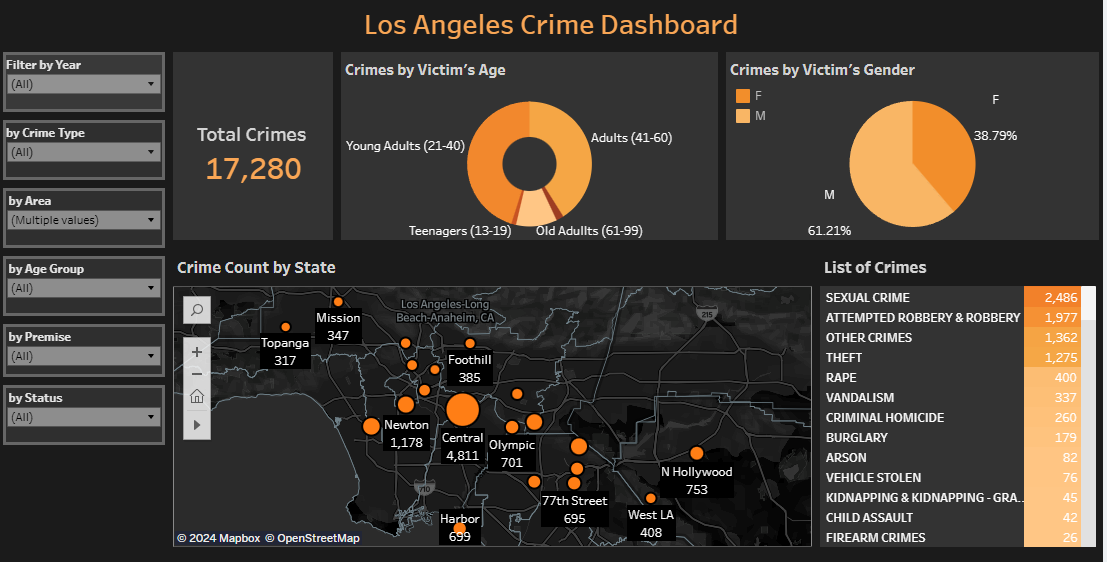 Los Angeles Crime Dashboard
Filter by Year
(All)
by Crime Type
(All)
by Area
(Multiple values)
by Age Group
(All)
by Premise
(All)
by Status
(All)
Total Crimes
17,280
Crimes by Victim's Age
Young Adults (21-40)
Adults (41-60)
Teenagers (13-19)
Old Adullts (61-99)
Crimes by Victim's Gender
F
M
F
38.79%
M
61.21%
Crime Count by State
Los Angeles-Long
Beach-Anaheim, CA
215
Mission
347
Topanga
317
Foothill
385
Newton
1,178
Central
4,811
Olympic
701
N Hollywood
753
77th Street
695
West LA
408
710
Harbor
699
© 2024 Mapbox © OpenStreetMap
List of Crimes
SEXUAL CRIME 2,486
ATTEMPTED ROBBERY & ROBBERY 1,977
OTHER CRIMES 1,362
THEFT 1,275
RAPE 400
VANDALISM 337
CRIMINAL HOMICIDE 260
BURGLARY 179
ARSON 82
VEHICLE STOLEN 76
KIDNAPPING & KIDNAPPING - GRA.. 45
CHILD ASSAULT 42
FIREARM CRIMES 26